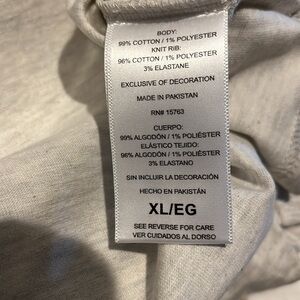 BODY:
99% COTTON / 1% POLYESTER
KNIT RIB:
96% COTTON / 1% POLYESTER
3% ELASTANE
EXCLUSIVE OF DECORATION
MADE IN PAKISTAN
RN# 15763
CUERPO:
99% ALGODÓN / 1% POLIÉSTER
ELÁSTICO TEJIDO:
96% ALGODÓN / 1% POLIÉSTER
3% ELASTANO
SIN INCLUIR LA DECORACIÓN
HECHO EN PAKISTÁN
XL/EG
SEE REVERSE FOR CARE
VER CUIDADOS AL DORSO